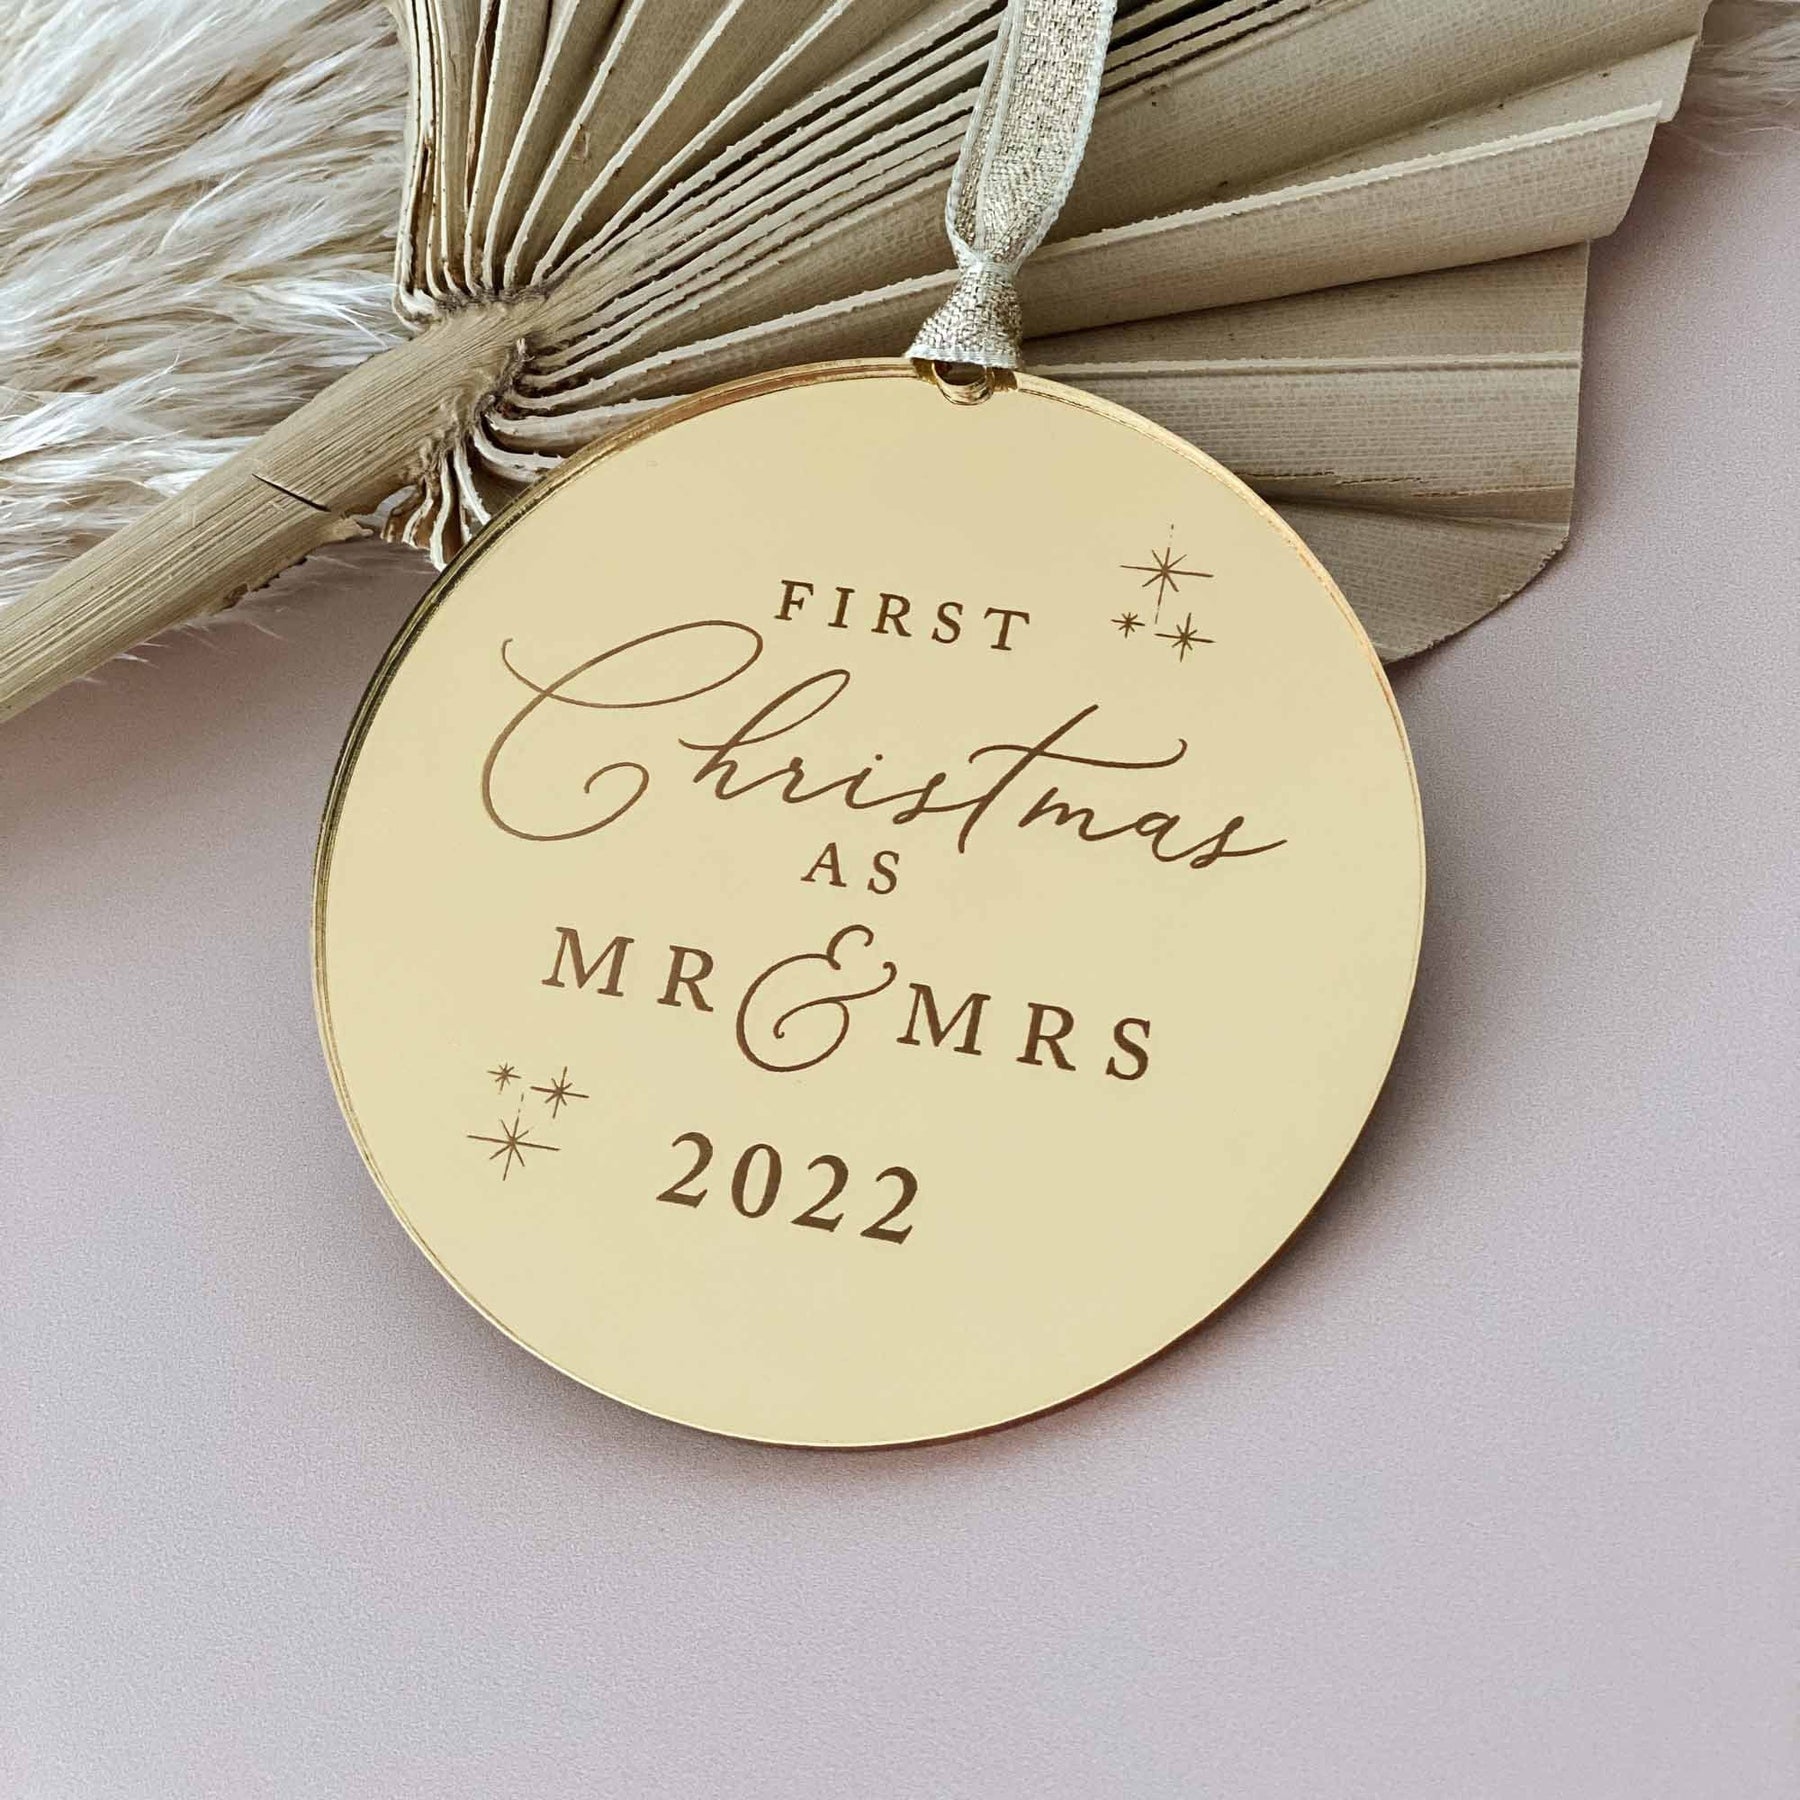 FIRST
Christmas
AS
MR & MRS
2022